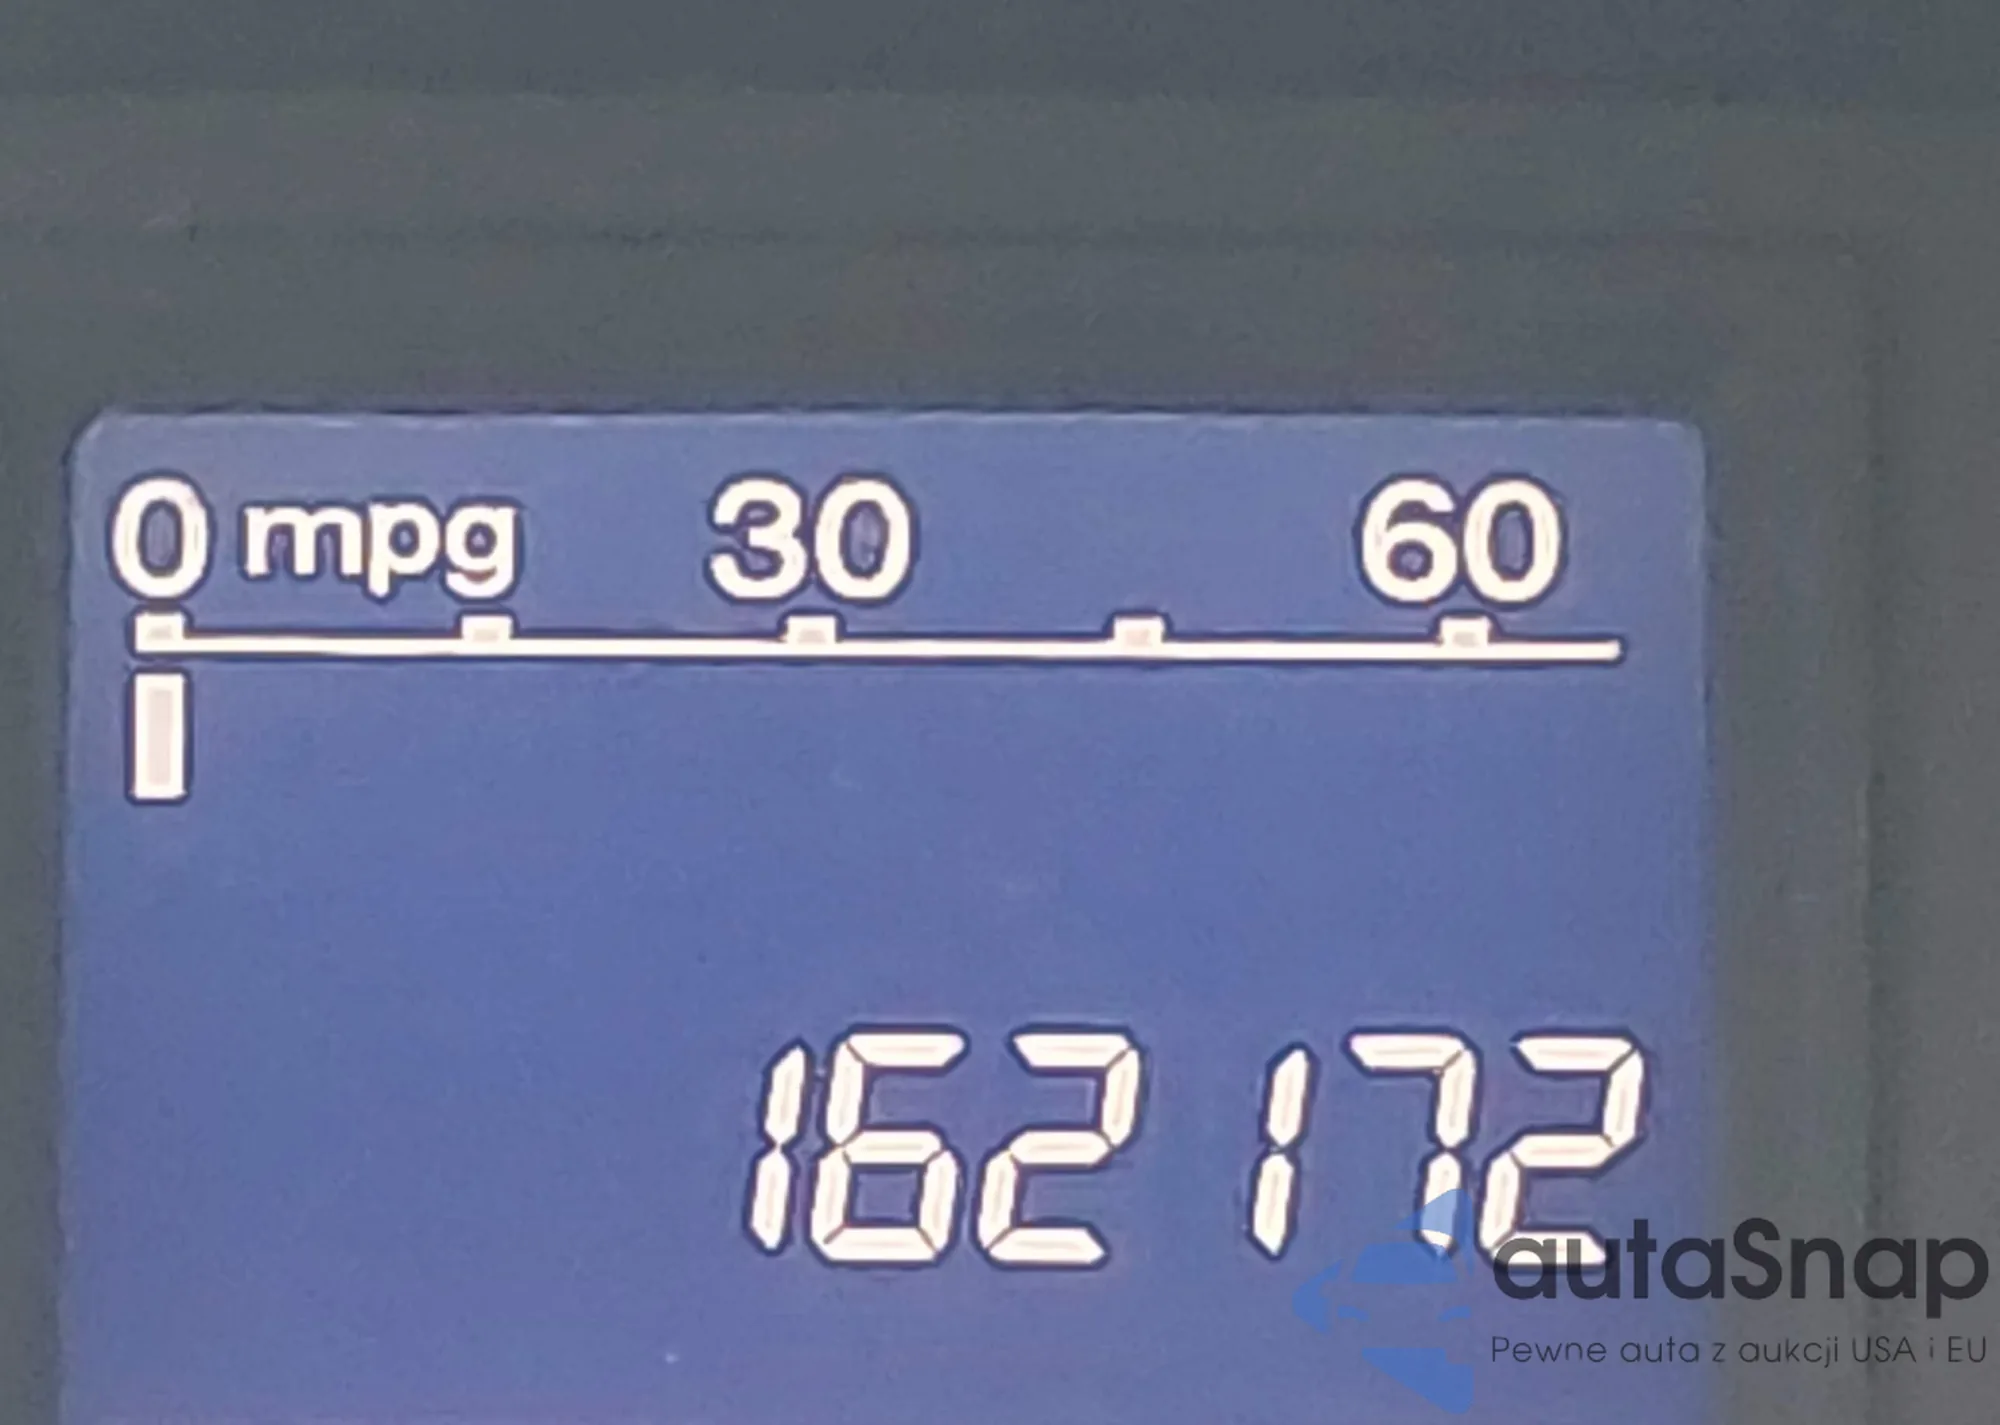 0 mpg 30 60
162172
autaSnap
Pewne auta z aukcji USA i EU